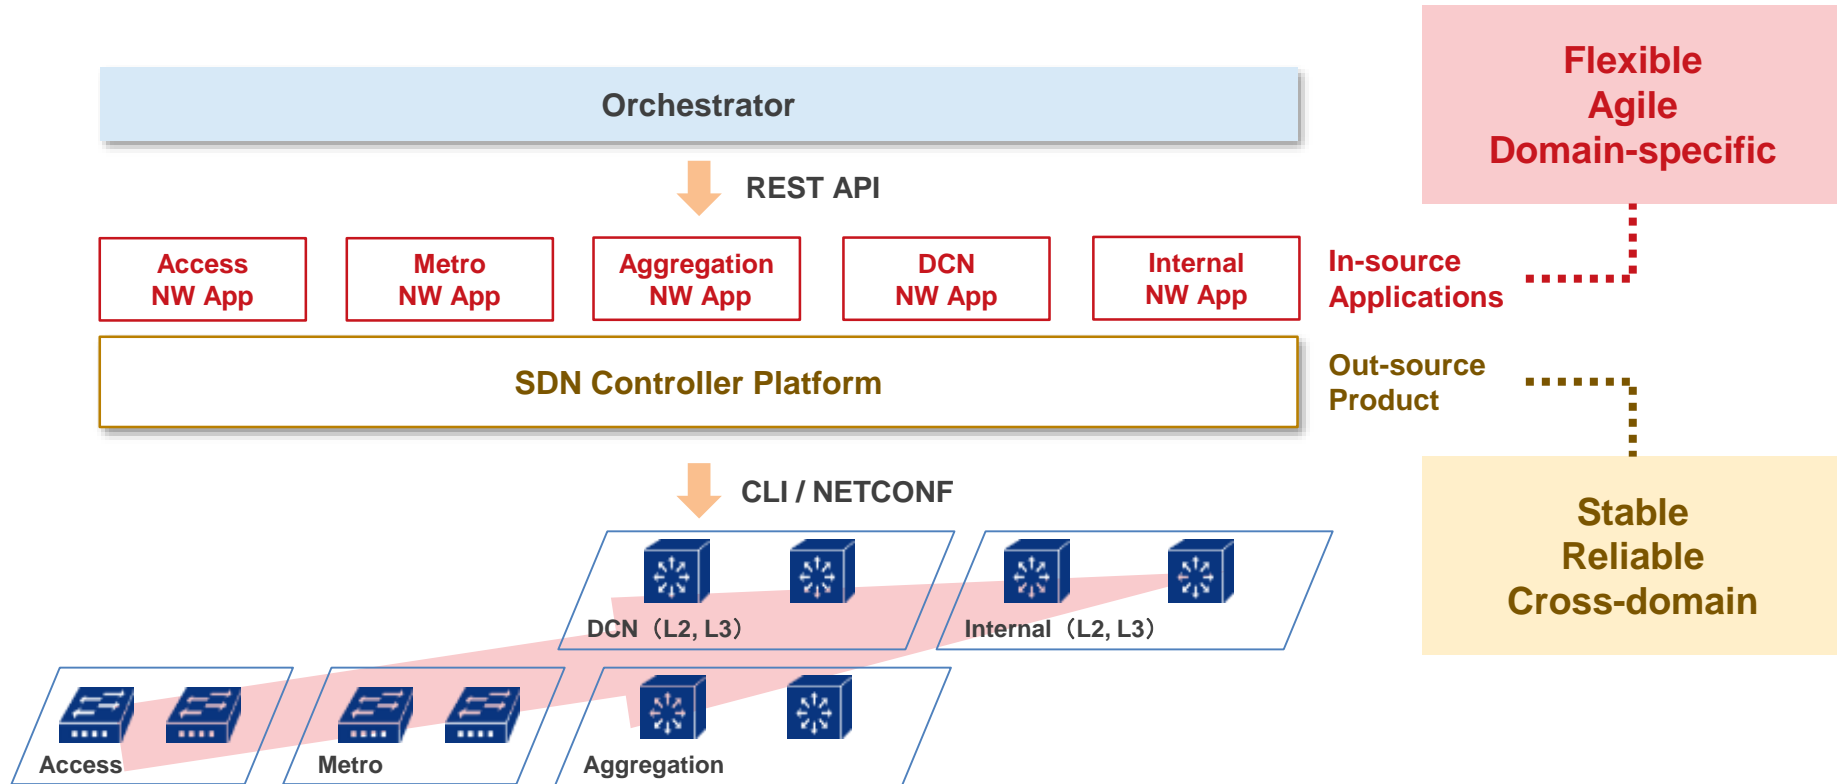 Orchestrator
REST API
Flexible
Agile
Domain-specific
Access
NW App
Metro
NW App
Aggregation
NW App
DCN
NW App
Internal
NW App
In-source
Applications
SDN Controller Platform
Out-source
Product
CLI / NETCONF
Stable
Reliable
Cross-domain
DCN（L2, L3）
Internal（L2, L3）
Access
Metro
Aggregation